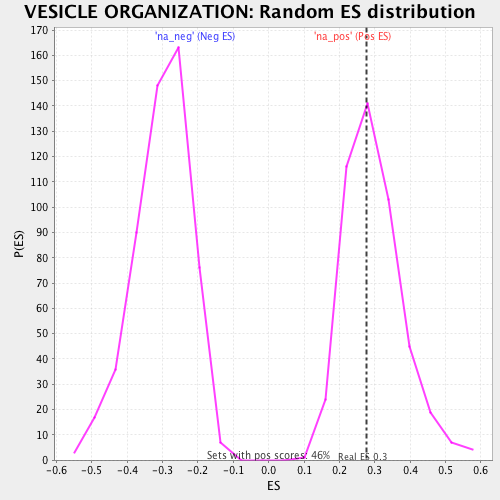 VESICLE ORGANIZATION: Random ES distribution
'na_neg' (Neg ES)
'na_pos' (Pos ES)
170
160
150
140
130
120
110
100
90
80
70
60
50
40
30
20
10
0
P(ES)
Sets with pos scores: 46%
Real ES 0.3
-0.6 -0.5 -0.4 -0.3 -0.2 -0.1 0.0 0.1 0.2 0.3 0.4 0.5 0.6
ES